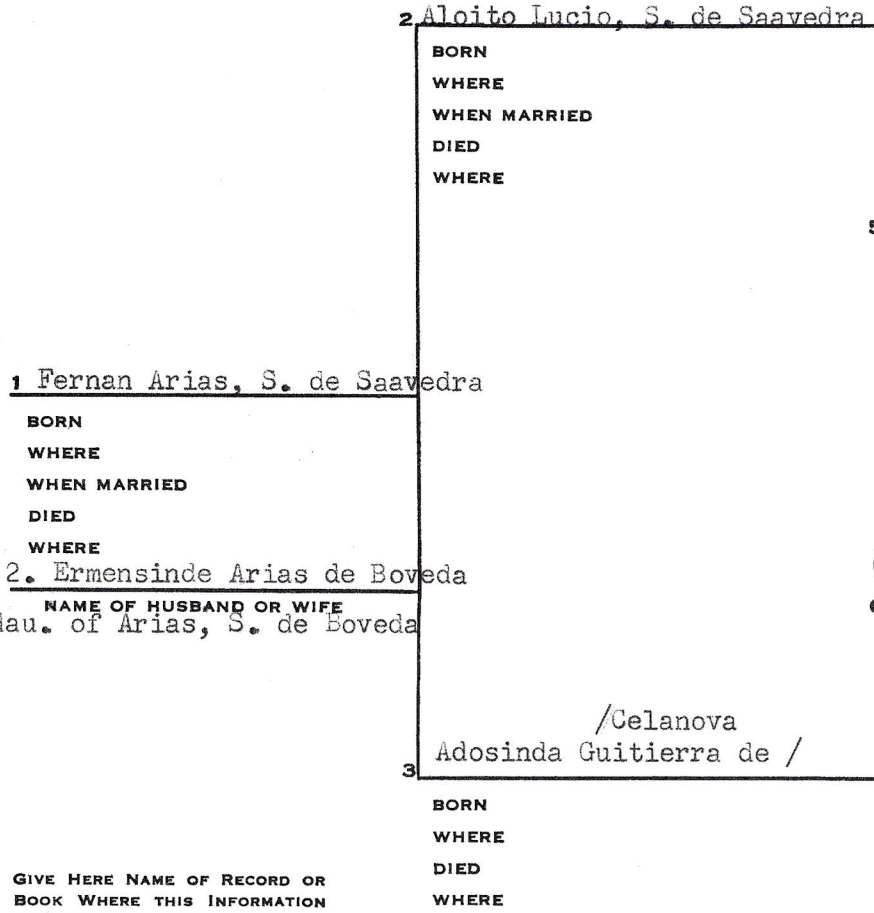 2 Aloito Lucio, S. de Saavedra
BORN
WHERE
WHEN MARRIED
DIED
WHERE
1 Fernan Arias, S. de Saavedra
BORN
WHERE
WHEN MARRIED
DIED
WHERE
2. Ermensinde Arias de Boveda
NAME OF HUSBAND OR WIFE
dau. of Arias, S. de Boveda
/Celanova
Adosinda Guitierra de /
3
BORN
WHERE
DIED
WHERE
GIVE HERE NAME OF RECORD OR
BOOK WHERE THIS INFORMATION